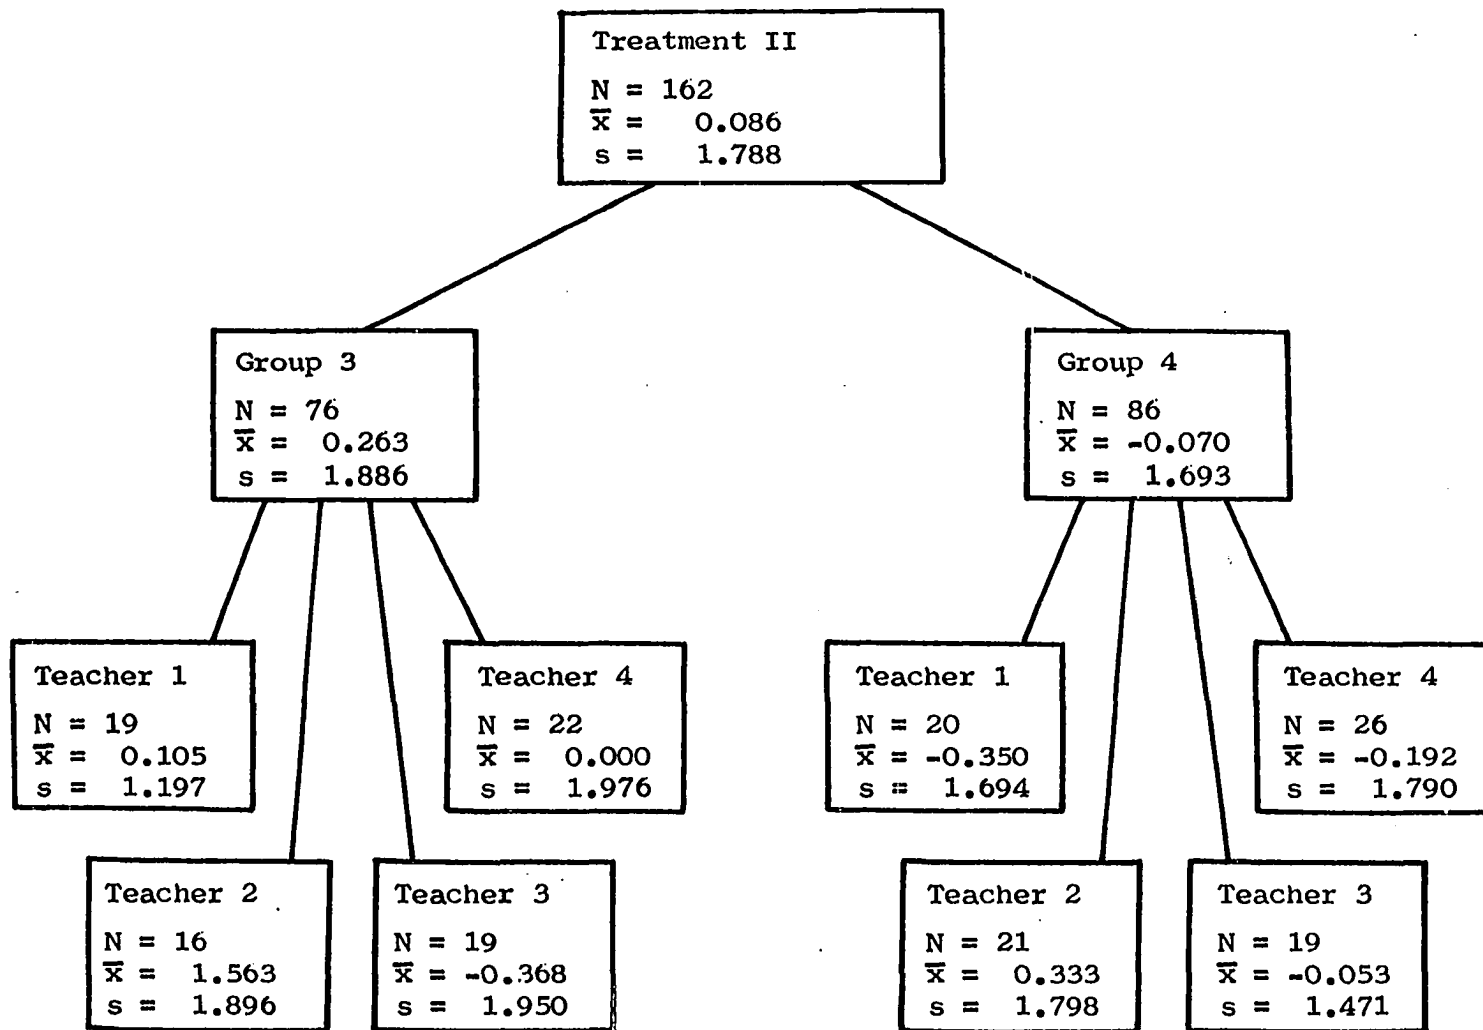 Treatment II
N = 162
x̅ = 0.086
s = 1.788
Group 3
N = 76
x̅ = 0.263
s = 1.886
Group 4
N = 86
x̅ = -0.070
s = 1.693
Teacher 1
N = 19
x̅ = 0.105
s = 1.197
Teacher 4
N = 22
x̅ = 0.000
s = 1.976
Teacher 1
N = 20
x̅ = -0.350
s = 1.694
Teacher 4
N = 26
x̅ = -0.192
s = 1.790
Teacher 2
N = 16
x̅ = 1.563
s = 1.896
Teacher 3
N = 19
x̅ = -0.368
s = 1.950
Teacher 2
N = 21
x̅ = 0.333
s = 1.798
Teacher 3
N = 19
x̅ = -0.053
s = 1.471